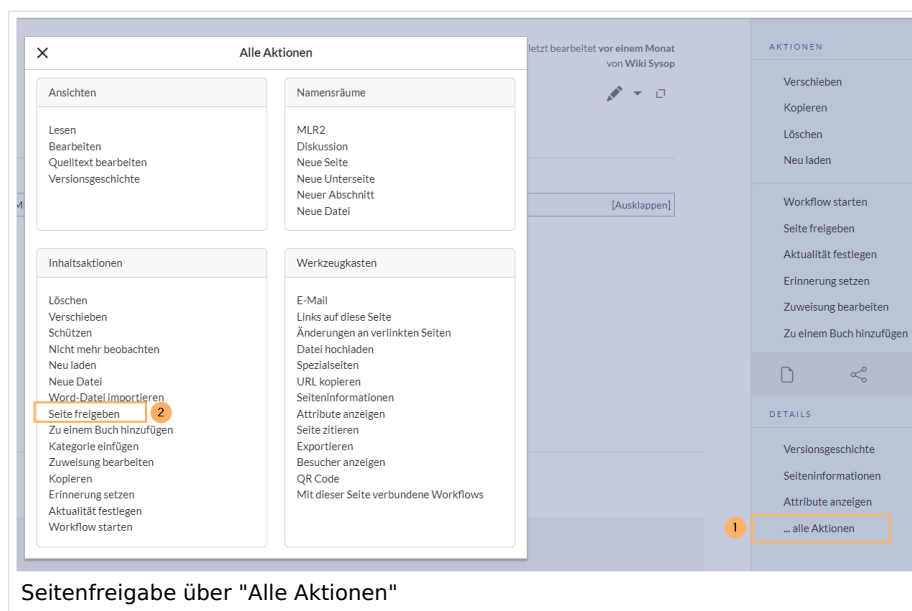 Alle Aktionen
Ansichten
Lesen
Bearbeiten
Quelltext bearbeiten
Versionsgeschichte
Namensräume
MLR2
Diskussion
Neue Seite
Neue Unterseite
Neuer Abschnitt
Neue Datei
Inhaltsaktionen
Löschen
Verschieben
Schützen
Nicht mehr beobachten
Neu laden
Neue Datei
Word-Datei importieren
Seite freigeben
2
Zu einem Buch hinzufügen
Kategorie einfügen
Zuweisung bearbeiten
Kopieren
Erinnerung setzen
Aktualität festlegen
Workflow starten
Werkzeugkasten
E-Mail
Links auf diese Seite
Änderungen an verlinkten Seiten
Datei hochladen
Spezialseiten
URL kopieren
Seiteninformationen
Attribute anzeigen
Seite zitieren
Exportieren
Besucher anzeigen
QR Code
Mit dieser Seite verbundene Workflows
letzt bearbeitet vor einem Monat
von Wiki Sysop
M
[Ausklappen]
AKTIONEN
Verschieben
Kopieren
Löschen
Neu laden
Workflow starten
Seite freigeben
Aktualität festlegen
Erinnerung setzen
Zuweisung bearbeiten
Zu einem Buch hinzufügen
DETAILS
Versionsgeschichte
Seiteninformationen
Attribute anzeigen
1
... alle Aktionen
Seitenfreigabe über "Alle Aktionen"